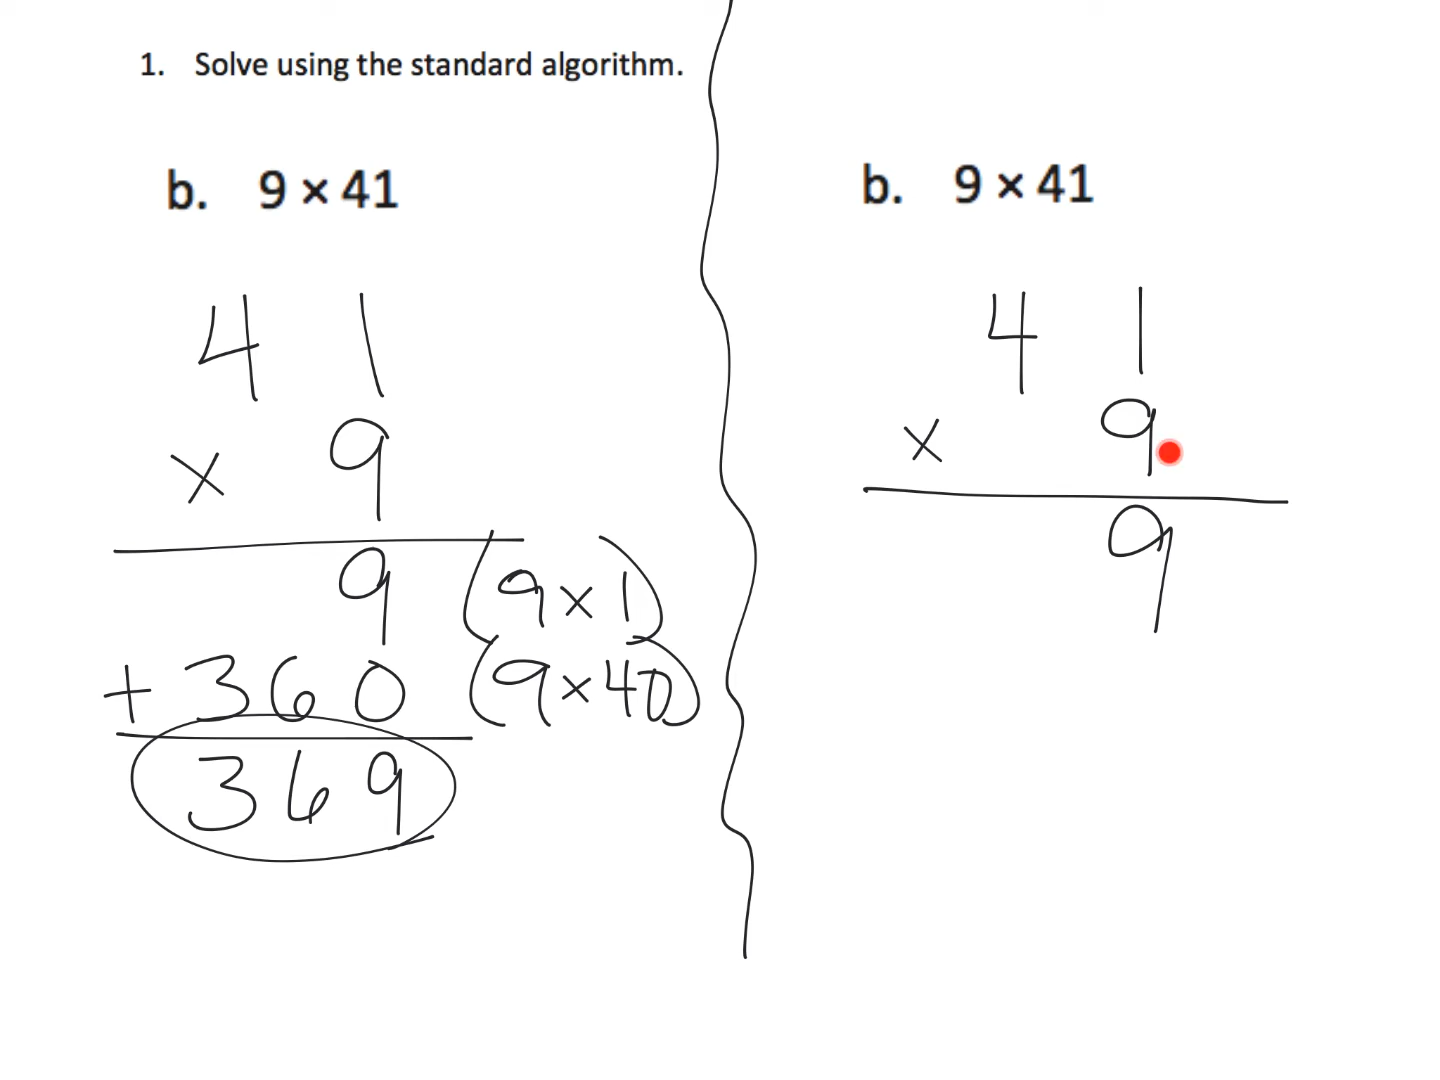 1. Solve using the standard algorithm.
b. 9 × 41
41
× 9
9 (9 × 1)
+ 360 (9 × 40)
369
b. 9 × 41
41
× 9
9